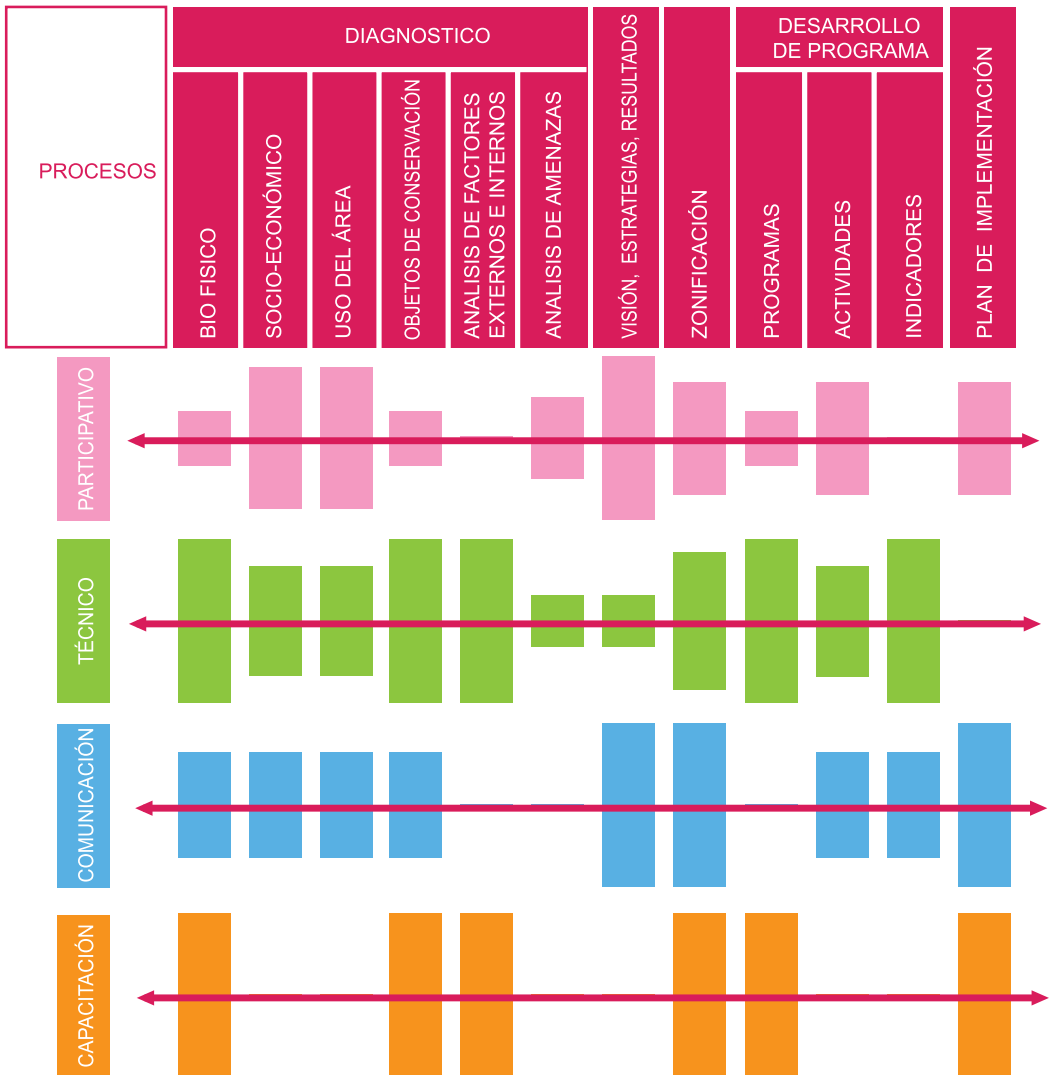 PROCESOS
DIAGNOSTICO
BIO FISICO
SOCIO-ECONÓMICO
USO DEL ÁREA
OBJETOS DE CONSERVACIÓN
ANALISIS DE FACTORES
EXTERNOS E INTERNOS
ANALISIS DE AMENAZAS
VISIÓN, ESTRATEGIAS, RESULTADOS
ZONIFICACIÓN
DESARROLLO
DE PROGRAMA
PROGRAMAS
ACTIVIDADES
INDICADORES
PLAN DE IMPLEMENTACIÓN
PARTICIPATIVO
TÉCNICO
COMUNICACIÓN
CAPACITACIÓN